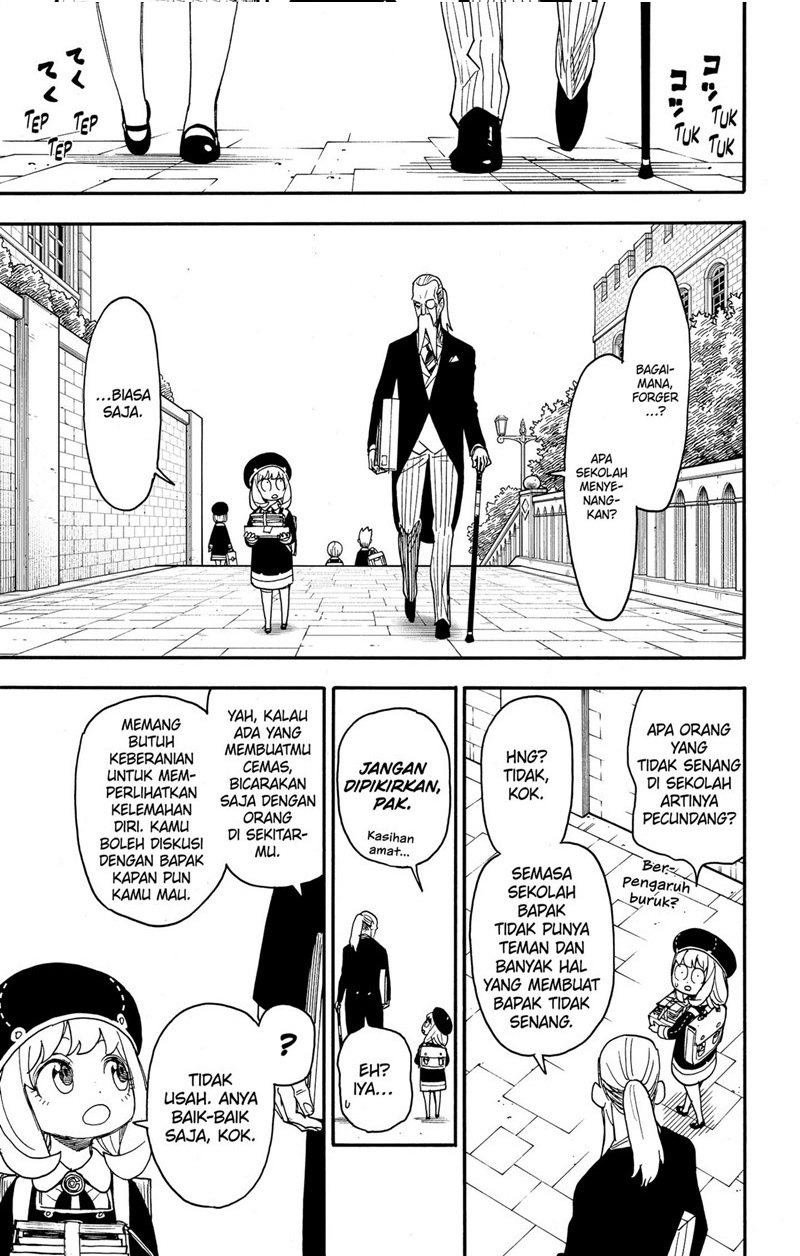 コツ
コツ
TUK
TUK
TUK
てく
てく
TEP
TEP
TEP
BAGAI-
MANA,
FORGER
...?
APA
SEKOLAH
MENYE-
NANG-
KAN?
...BIASA
SAJA.
APA ORANG
YANG
TIDAK SENANG
DI SEKOLAH
ARTINYA
PECUNDANG?
Ber-
pengaruh
buruk?
HNG?
TIDAK,
KOK.
SEMASA
SEKOLAH
BAPAK
TIDAK PUNYA
TEMAN DAN
BANYAK HAL
YANG MEMBUAT
BAPAK TIDAK
SENANG.
JANGAN
DIPIKIRKAN,
PAK.
Kasihan
amat...
EH?
IYA...
YAH, KALAU
ADA YANG
MEMBUATMU
CEMAS,
BICARAKAN
SAJA DENGAN
ORANG
DI SEKITAR-
MU.
MEMANG
BUTUH
KEBERANIAN
UNTUK MEM-
PERLIHATKAN
KELEMAHAN
DIRI. KAMU
BOLEH DISKUSI
DENGAN BAPAK
KAPAN PUN
KAMU MAU.
?
TIDAK
USAH. ANYA
BAIK-BAIK
SAJA, KOK.